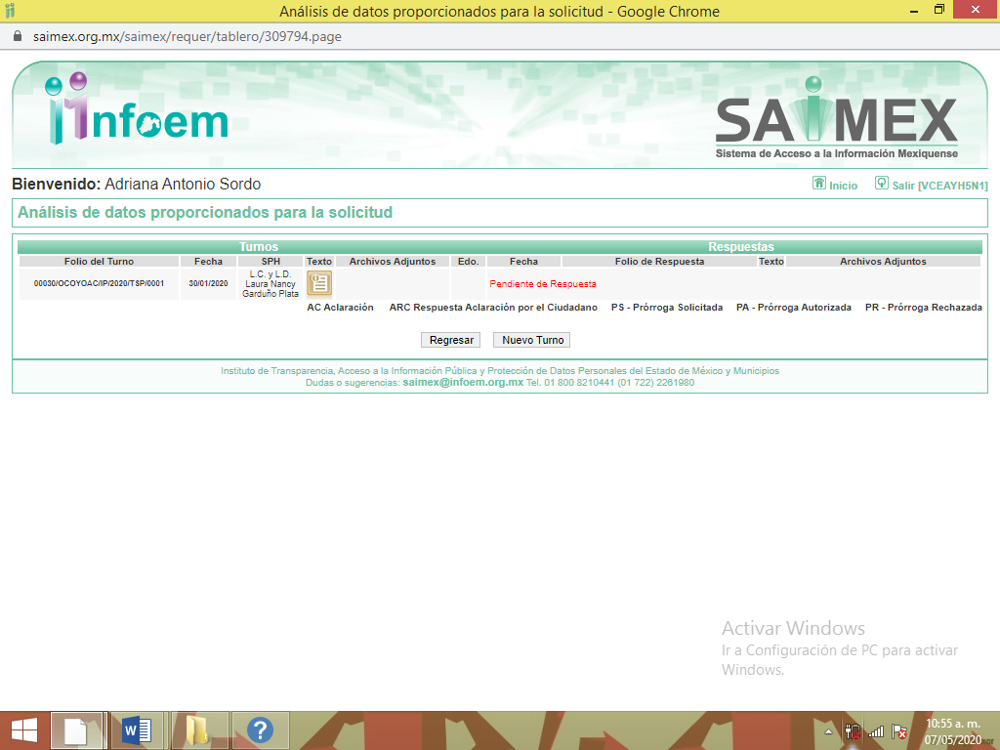 Análisis de datos proporcionados para la solicitud - Google Chrome
saimex.org.mx/saimex/requer/tablero/309794.page
infoem
SAIMEX
Sistema de Acceso a la Información Mexiquense
Bienvenido: Adriana Antonio Sordo
Inicio Salir [VCEAYH5N1]
Análisis de datos proporcionados para la solicitud
Turnos Respuestas
Folio del Turno Fecha SPH Texto Archivos Adjuntos Edo. Fecha Folio de Respuesta Texto Archivos Adjuntos
00030/OCOYOAC/IP/2020/TSP/0001 30/01/2020 L.C. y L.D. Pendiente de Respuesta
Laura Nancy
Garduño Plata
AC Aclaración ARC Respuesta Aclaración por el Ciudadano PS - Prórroga Solicitada PA - Prórroga Autorizada PR - Prórroga Rechazada
Regresar Nuevo Turno
Instituto de Transparencia, Acceso a la Información Pública y Protección de Datos Personales del Estado de México y Municipios
Dudas o sugerencias: saimex@infoem.org.mx Tel. 01 800 8210441 (01 722) 2261980
Activar Windows
Ir a Configuración de PC para activar
Windows.
10:55 a. m.
07/05/2020